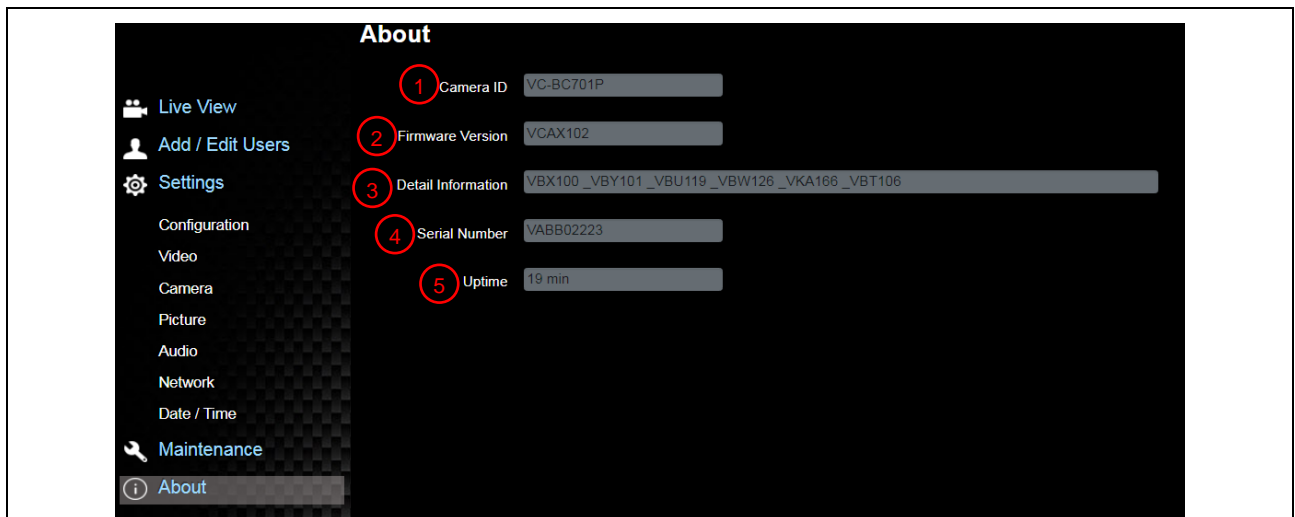 About
1 Camera ID VC-BC701P
Live View
2 Firmware Version VCAX102
Add / Edit Users
3 Detail Information VBX100 _VBY101 _VBU119 _VBW126 _VKA166 _VBT106
Settings
4 Serial Number VABB02223
Configuration
Video
5 Uptime 19 min
Camera
Picture
Audio
Network
Date / Time
Maintenance
About